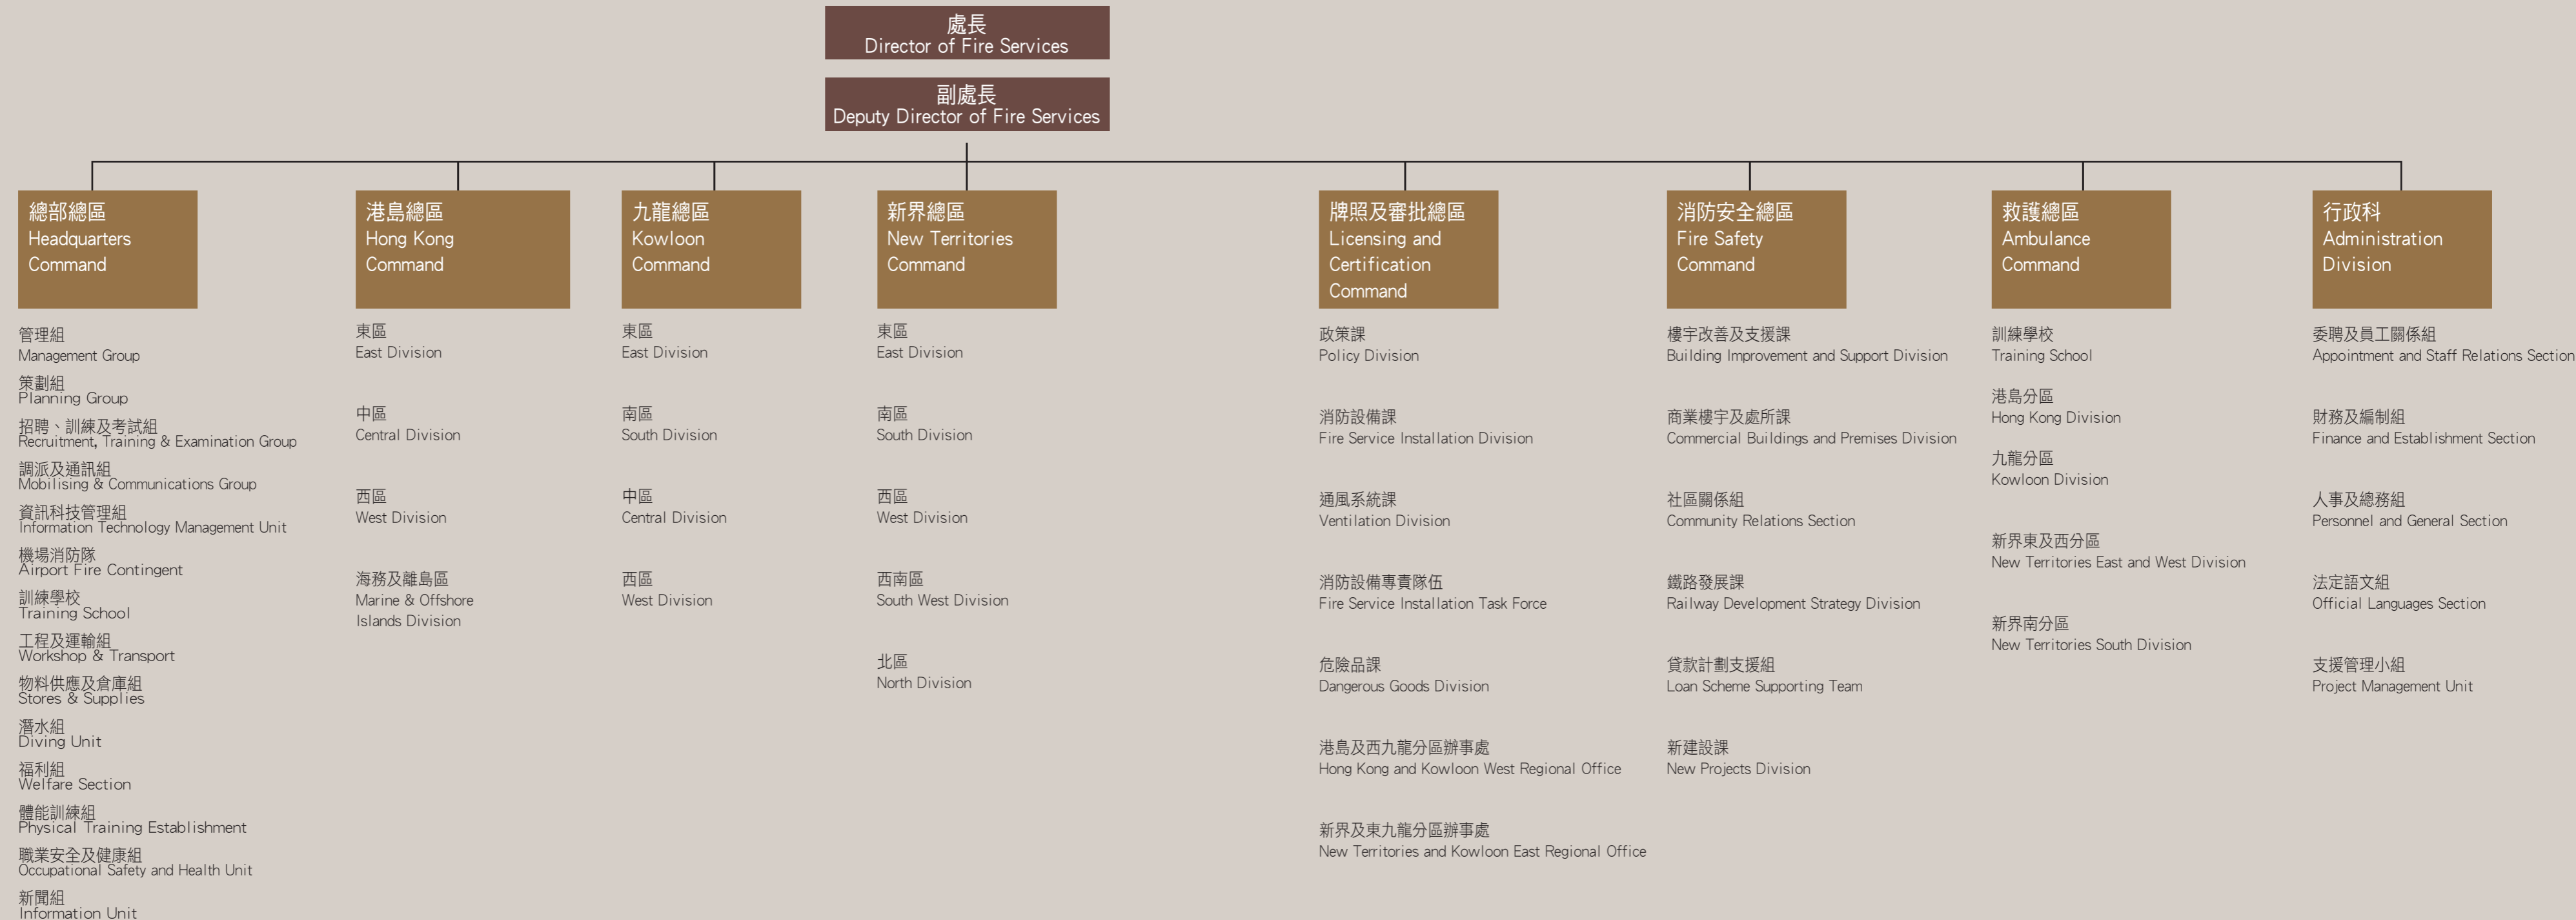 處長
Director of Fire Services
副處長
Deputy Director of Fire Services
總部總區
Headquarters
Command
管理組
Management Group
策劃組
Planning Group
招聘、訓練及考試組
Recruitment, Training & Examination Group
調派及通訊組
Mobilising & Communications Group
資訊科技管理組
Information Technology Management Unit
機場消防隊
Airport Fire Contingent
訓練學校
Training School
工程及運輸組
Workshop & Transport
物料供應及倉庫組
Stores & Supplies
潛水組
Diving Unit
福利組
Welfare Section
體能訓練組
Physical Training Establishment
職業安全及健康組
Occupational Safety and Health Unit
新聞組
Information Unit
港島總區
Hong Kong
Command
東區
East Division
中區
Central Division
西區
West Division
海務及離島區
Marine & Offshore
Islands Division
九龍總區
Kowloon
Command
東區
East Division
南區
South Division
中區
Central Division
西區
West Division
新界總區
New Territories
Command
東區
East Division
南區
South Division
西區
West Division
西南區
South West Division
北區
North Division
牌照及審批總區
Licensing and
Certification
Command
政策課
Policy Division
消防設備課
Fire Service Installation Division
通風系統課
Ventilation Division
消防設備專責隊伍
Fire Service Installation Task Force
危險品課
Dangerous Goods Division
港島及西九龍分區辦事處
Hong Kong and Kowloon West Regional Office
新界及東九龍分區辦事處
New Territories and Kowloon East Regional Office
消防安全總區
Fire Safety
Command
樓宇改善及支援課
Building Improvement and Support Division
商業樓宇及處所課
Commercial Buildings and Premises Division
社區關係組
Community Relations Section
鐵路發展課
Railway Development Strategy Division
貸款計劃支援組
Loan Scheme Supporting Team
新建設課
New Projects Division
救護總區
Ambulance
Command
訓練學校
Training School
港島分區
Hong Kong Division
九龍分區
Kowloon Division
新界東及西分區
New Territories East and West Division
新界南分區
New Territories South Division
行政科
Administration
Division
委聘及員工關係組
Appointment and Staff Relations Section
財務及編制組
Finance and Establishment Section
人事及總務組
Personnel and General Section
法定語文組
Official Languages Section
支援管理小組
Project Management Unit